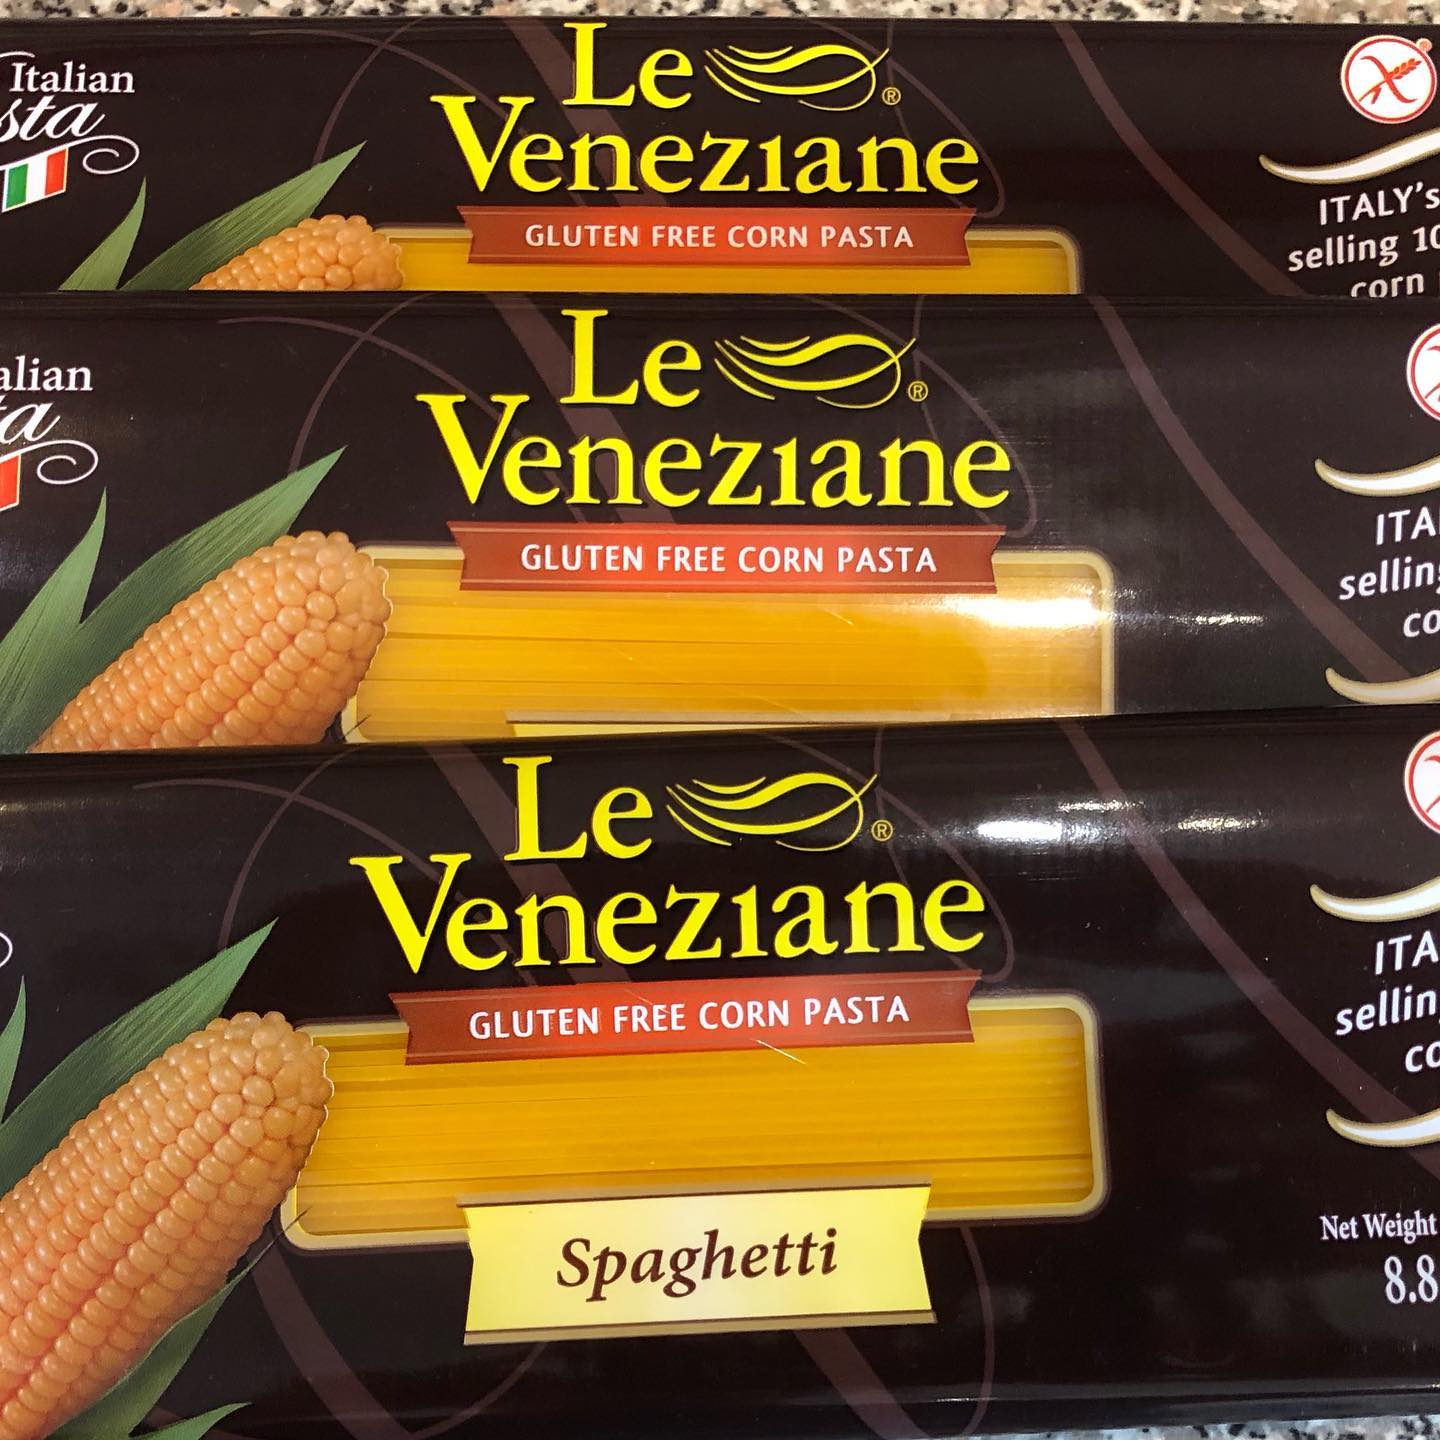 Italian
Le
Veneziane
®
GLUTEN FREE CORN PASTA
ITALY's
selling
corn
Le
Veneziane
®
GLUTEN FREE CORN PASTA
Le
Veneziane
®
GLUTEN FREE CORN PASTA
Spaghetti
Net Weight
8.8